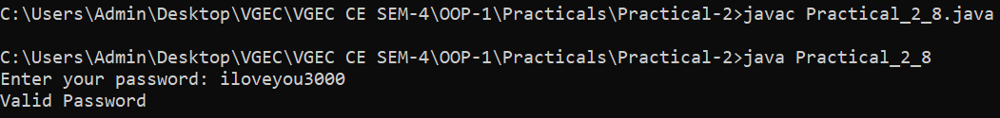 C:\Users\Admin\Desktop\VGEC\VGEC CE SEM-4\OOP-1\Practicals\Practical-2>javac Practical_2_8.java
C:\Users\Admin\Desktop\VGEC\VGEC CE SEM-4\OOP-1\Practicals\Practical-2>java Practical_2_8
Enter your password: iloveyou3000
Valid Password